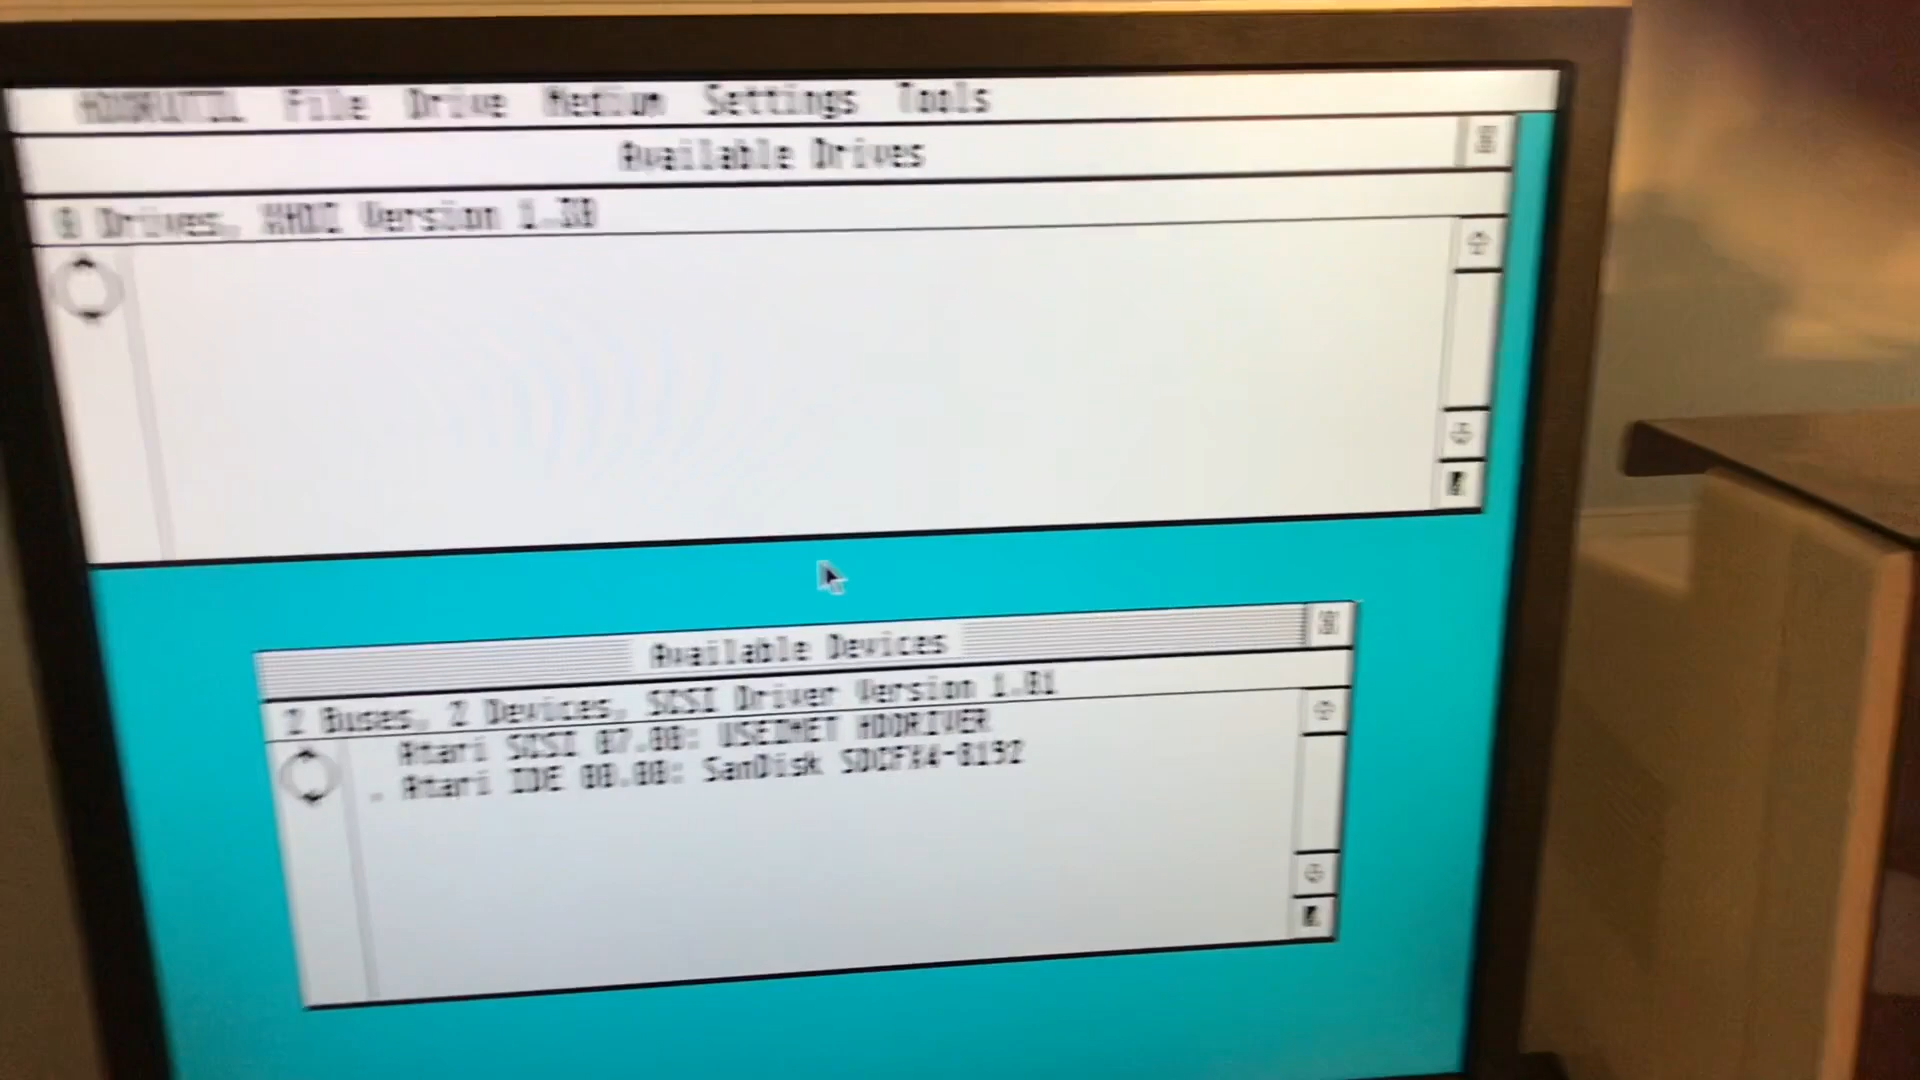 HDDRUTIL File Drive Medium Settings Tools
Available Drives
0 Drives, XHDI Version 1.30
Available Devices
2 Buses, 2 Devices, SCSI Driver Version 1.01
Atari SCSI 07.00: USEDMET HDDRIVER
. Atari IDE 00.00: SanDisk SDCFX4-8192